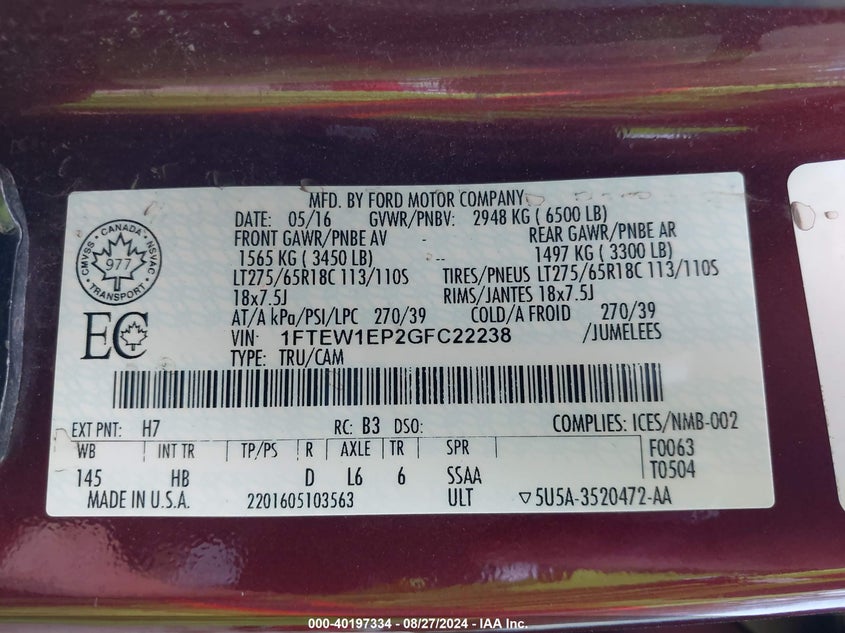 MFD. BY FORD MOTOR COMPANY
DATE: 05/16 GVWR/PNBV: 2948 KG ( 6500 LB)
FRONT GAWR/PNBE AV REAR GAWR/PNBE AR
1565 KG ( 3450 LB) 1497 KG ( 3300 LB)
LT275/65R18C 113/110S TIRES/PNEUS LT275/65R18C 113/110S
18x7.5J RIMS/JANTES 18x7.5J
AT/A kPa/PSI/LPC 270/39 COLD/A FROID 270/39
VIN: 1FTEW1EP2GFC22238 /JUMELEES
TYPE: TRU/CAM
CANADA
CMVSS NSVAC
977
TRANSPORT
EC
EXT PNT: H7 RC: B3 DSO: COMPLIES: ICES/NMB-002
WB INT TR TP/PS R AXLE TR SPR F0063
145 HB D L6 6 SSAA T0504
MADE IN U.S.A. 2201605103563 ULT ▽5U5A-3520472-AA
000-40197334 - 08/27/2024 - IAA Inc.